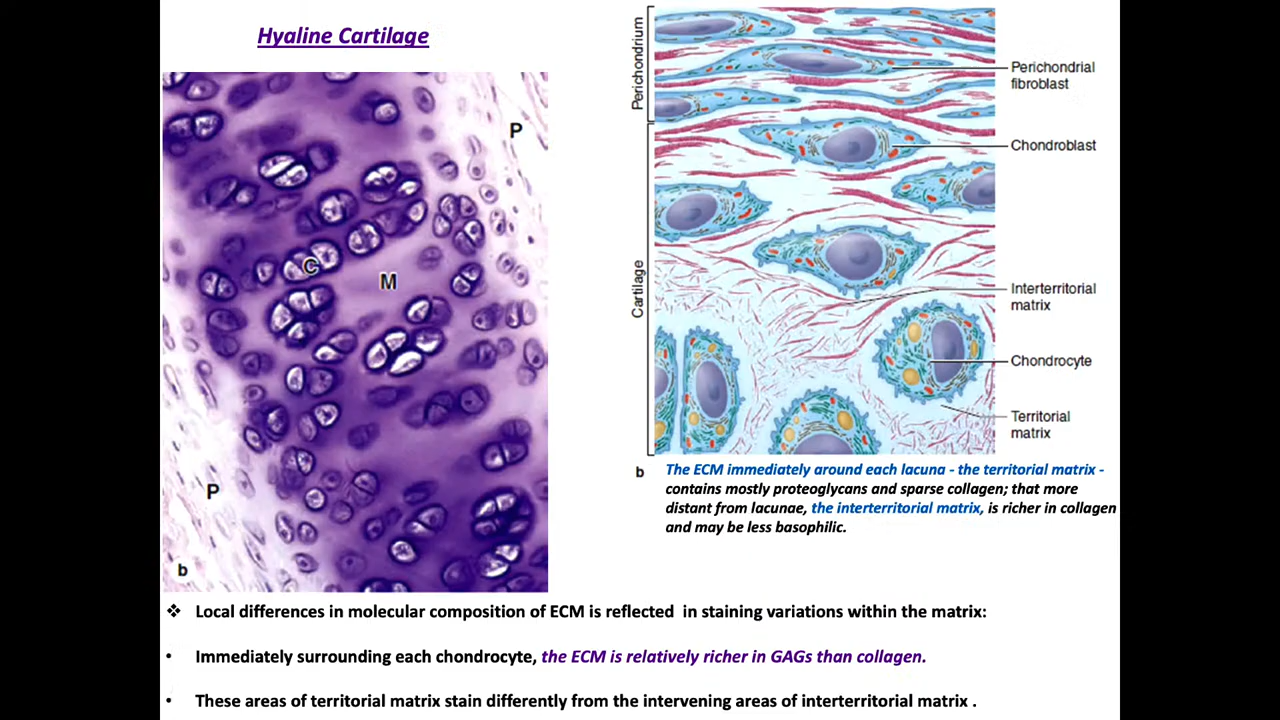 Hyaline Cartilage
P
C
M
P
b
Perichondrium
Cartilage
Perichondrial
fibroblast
Chondroblast
Interterritorial
matrix
Chondrocyte
Territorial
matrix
b
The ECM immediately around each lacuna - the territorial matrix -
contains mostly proteoglycans and sparse collagen; that more
distant from lacunae, the interterritorial matrix, is richer in collagen
and may be less basophilic.
❖ Local differences in molecular composition of ECM is reflected in staining variations within the matrix:
• Immediately surrounding each chondrocyte, the ECM is relatively richer in GAGs than collagen.
• These areas of territorial matrix stain differently from the intervening areas of interterritorial matrix .